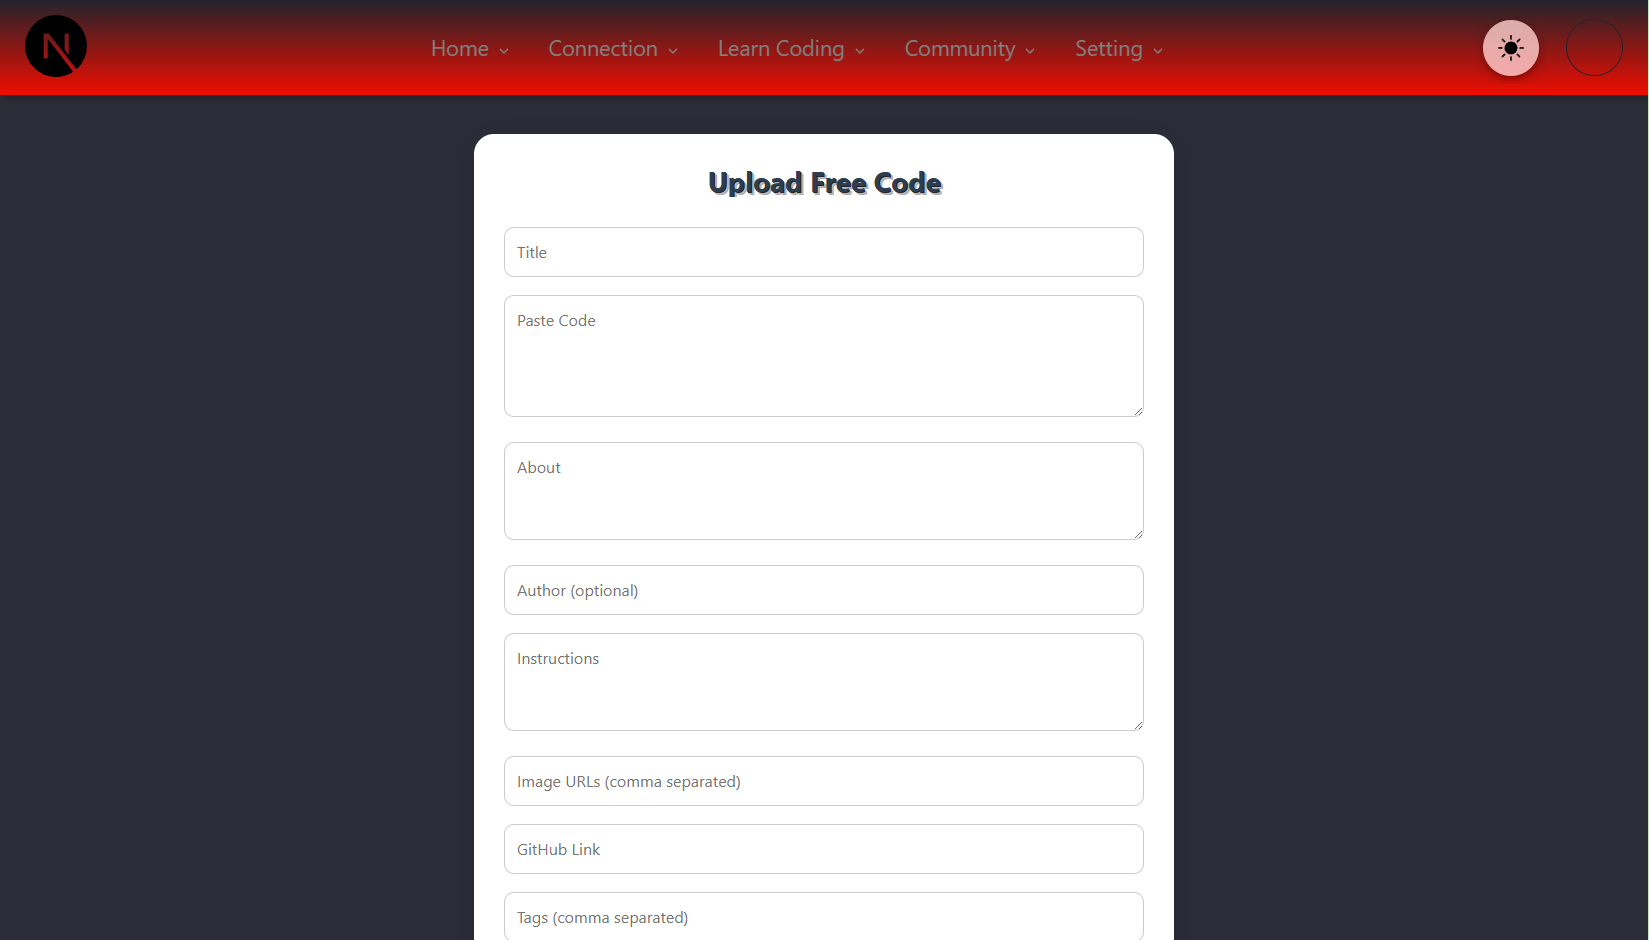 N
Home
Connection
Learn Coding
Community
Setting
Upload Free Code
Title
Paste Code
About
Author (optional)
Instructions
Image URLs (comma separated)
GitHub Link
Tags (comma separated)